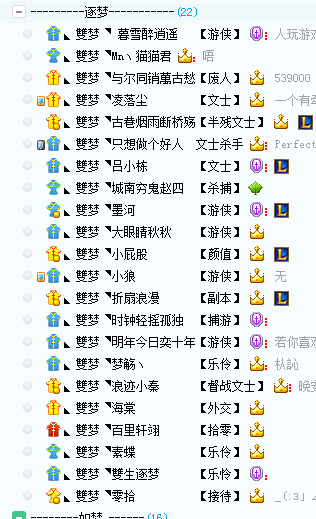 ---------逐梦-----------(22)
◣ 雙梦 ◥ 暮雪醉逍遥 【游侠】 人玩游戏
◣ 雙梦 ◥Mnヽ猫猫君 唔
◣ 雙梦 ◥与尔同销萬古愁【废人】 539000
◣ 雙梦 ◥凌落尘 【文士】 一个有
◣ 雙梦 ◥古巷烟雨断桥殇【半残文士】 L
◣ 雙梦 ◥只想做个好人 文士杀手 Perfect
◣ 雙梦 ◥吕小栋 【文士】 L
◣ 雙梦 ◥城南穷鬼赵四 【杀捕】
◣ 雙梦 ◥墨河 【游侠】 L
◣ 雙梦 ◥大眼睛秋秋 【游侠】
◣ 雙梦 ◥小屁股 【颜值】 L
◣ 雙梦 ◥小狼 【游侠】 无
◣ 雙梦 ◥折扇浪漫 【副本】 L
◣ 雙梦 ◥时钟轻摇孤独 【捕游】
◣ 雙梦 ◥明年今日奕十年【游侠】 若你喜
◣ 雙梦 ◥梦觞ヽ 【乐伶】
◣ 雙梦 ◥浪迹小秦 【督战文士】 晚安
◣ 雙梦 ◥海棠 【外交】
◣ 雙梦 ◥百里轩翊 【拾零】
◣ 雙梦 ◥素蝶 【乐伶】
◣ 雙梦 ◥雙生逐梦 【乐伶】
◣ 雙梦 ◥零拾 【接待】 _(:3」∠
--------如梦 ------(16)